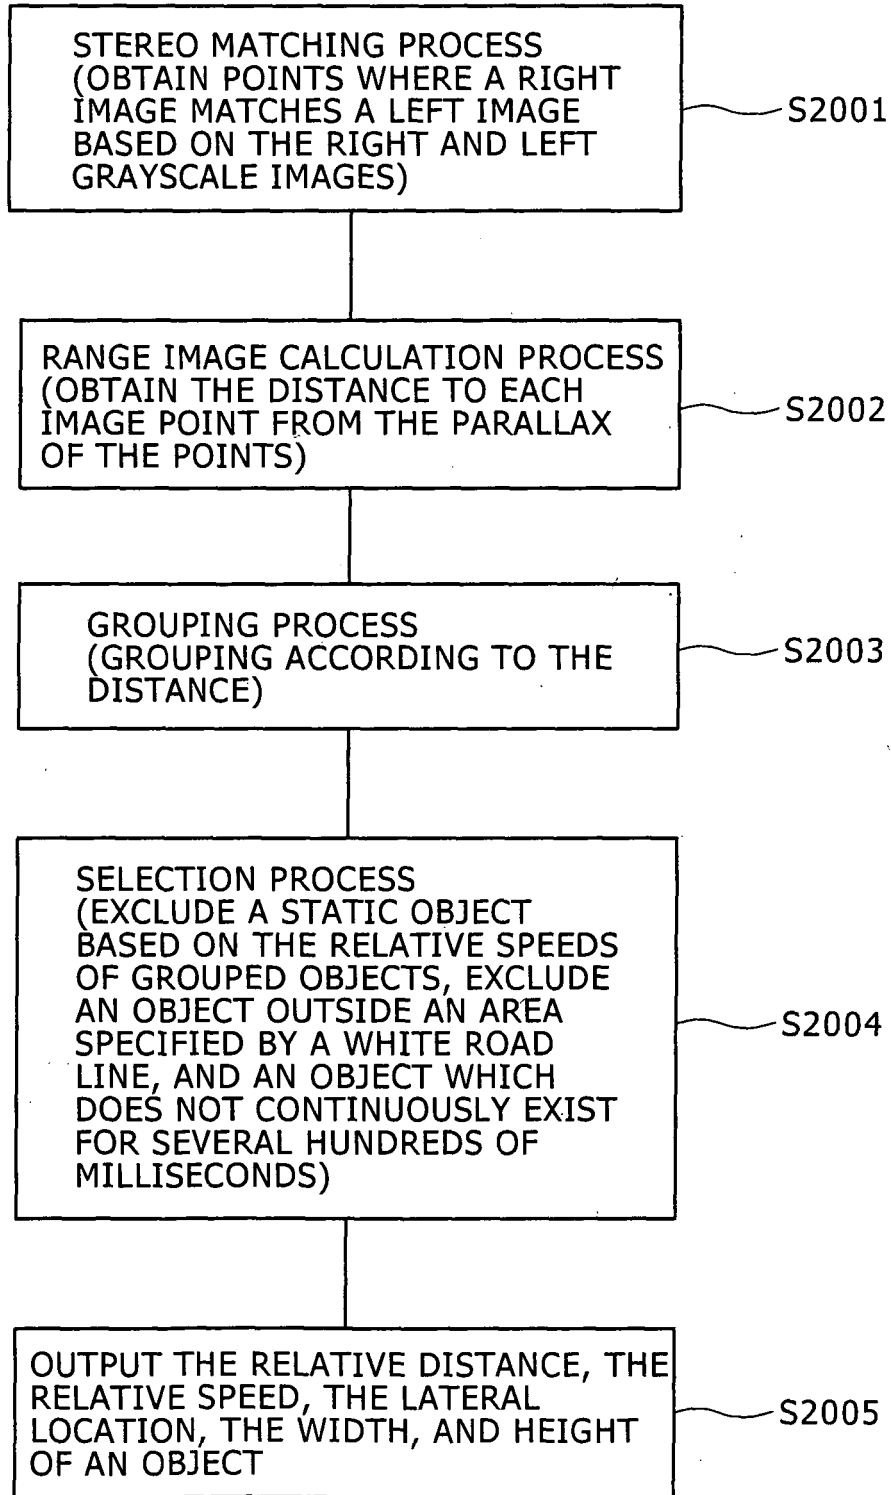 STEREO MATCHING PROCESS
(OBTAIN POINTS WHERE A RIGHT
IMAGE MATCHES A LEFT IMAGE
BASED ON THE RIGHT AND LEFT
GRAYSCALE IMAGES)
S2001
RANGE IMAGE CALCULATION PROCESS
(OBTAIN THE DISTANCE TO EACH
IMAGE POINT FROM THE PARALLAX
OF THE POINTS)
S2002
GROUPING PROCESS
(GROUPING ACCORDING TO THE
DISTANCE)
S2003
SELECTION PROCESS
(EXCLUDE A STATIC OBJECT
BASED ON THE RELATIVE SPEEDS
OF GROUPED OBJECTS, EXCLUDE
AN OBJECT OUTSIDE AN AREA
SPECIFIED BY A WHITE ROAD
LINE, AND AN OBJECT WHICH
DOES NOT CONTINUOUSLY EXIST
FOR SEVERAL HUNDREDS OF
MILLISECONDS)
S2004
OUTPUT THE RELATIVE DISTANCE, THE
RELATIVE SPEED, THE LATERAL
LOCATION, THE WIDTH, AND HEIGHT
OF AN OBJECT
S2005